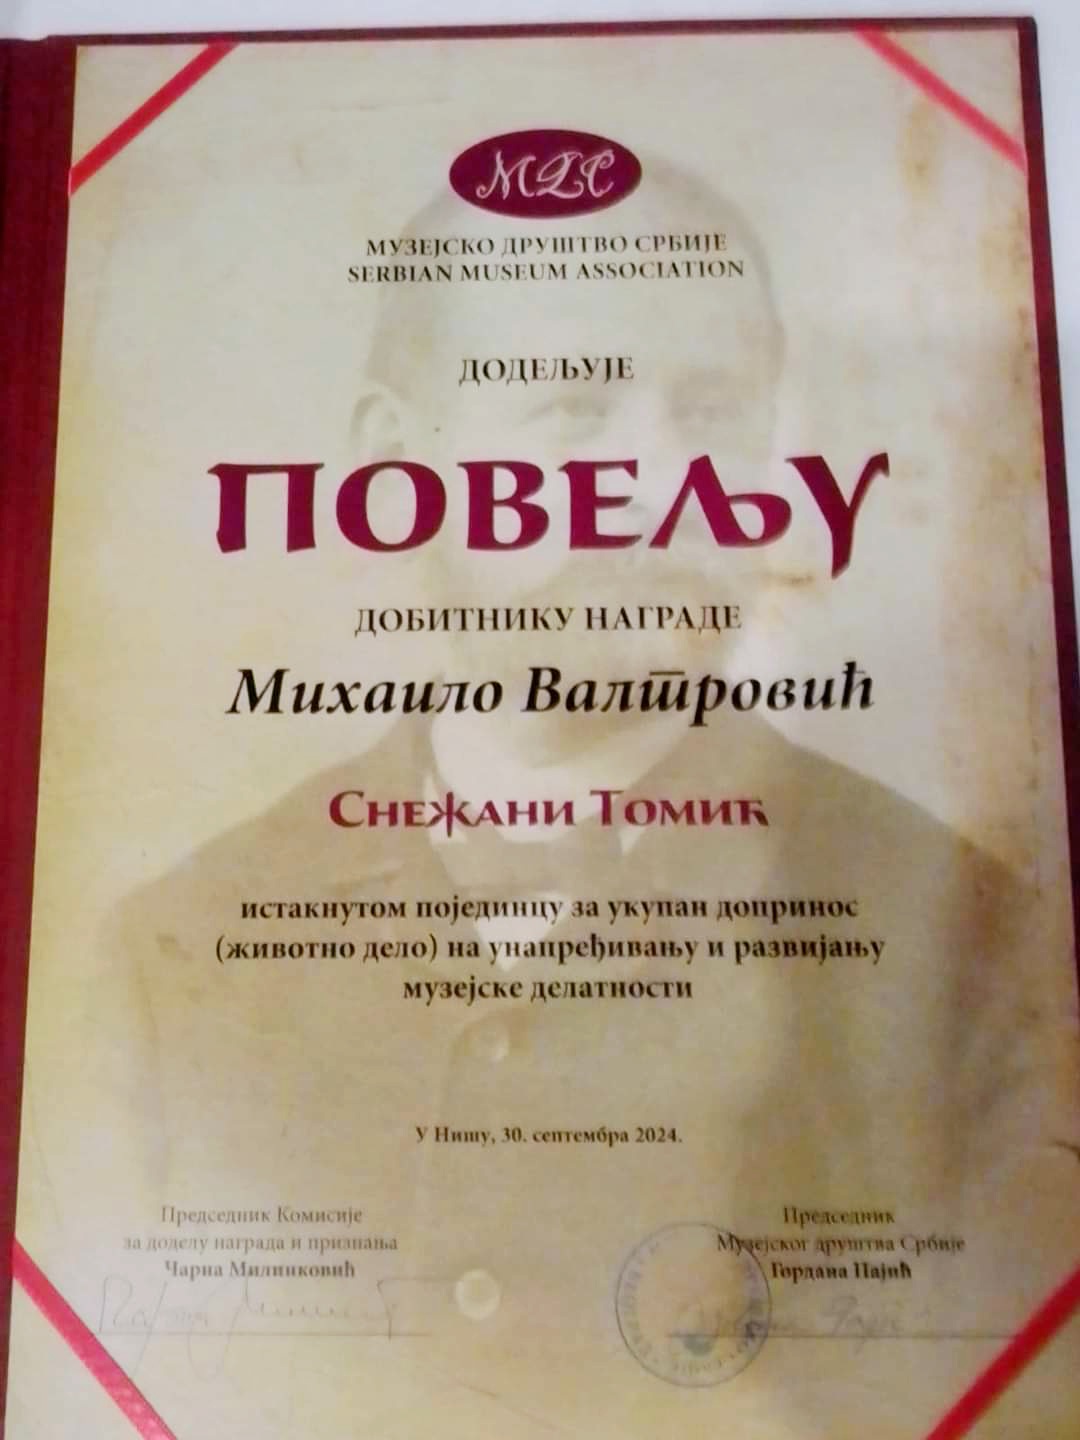 МДС
МУЗЕЈСКО ДРУШТВО СРБИЈЕ
SERBIAN MUSEUM ASSOCIATION
ДОДЕЉУЈЕ
ПОВЕЉУ
ДОБИТНИКУ НАГРАДЕ
Михаило Валтровић
Снежани Томић
истакнутом појединцу за укупан допринос
(животно дело) на унапређивању и развијању
музејске делатности
У Нишу, 30. септембра 2024.
Председник Комисије
за доделу награда и признања
Чарна Милинковић
Председник
Музејског друштва Србије
Гордана Пајић